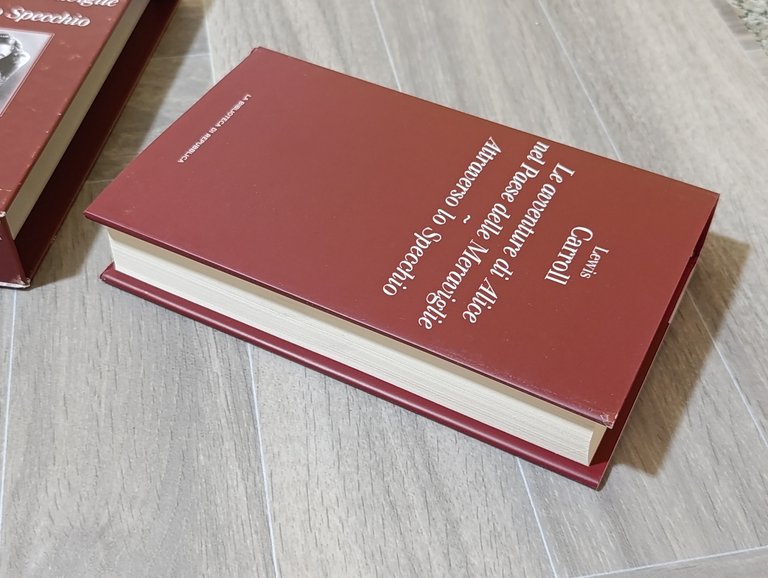 Lewis
Carroll
Le avventure di Alice
nel Paese delle Meraviglie
~
Attraverso lo Specchio
LA BIBLIOTECA DI REPUBBLICA
Specchio